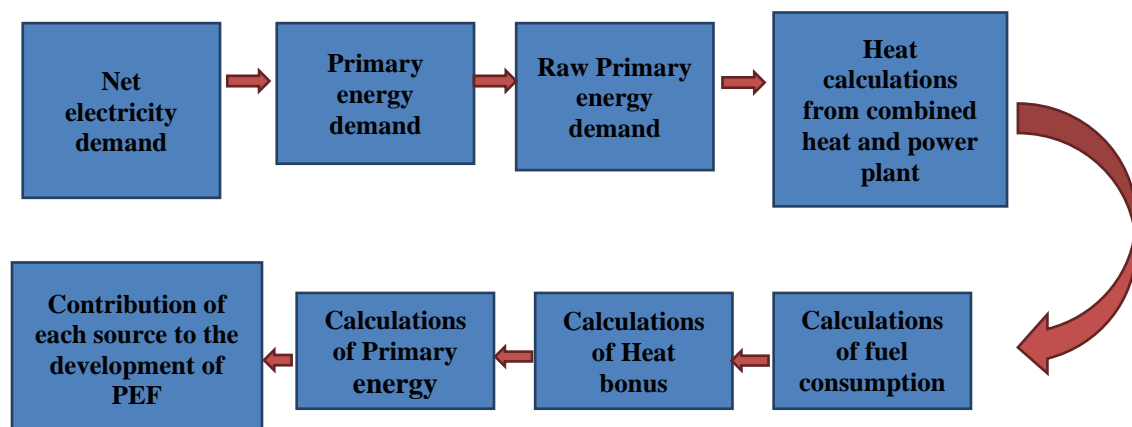 Net
electricity
demand
Primary
energy
demand
Raw Primary
energy
demand
Heat
calculations
from combined
heat and power
plant
Calculations
of fuel
consumption
Calculations
of Heat
bonus
Calculations
of Primary
energy
Contribution of
each source to the
development of
PEF